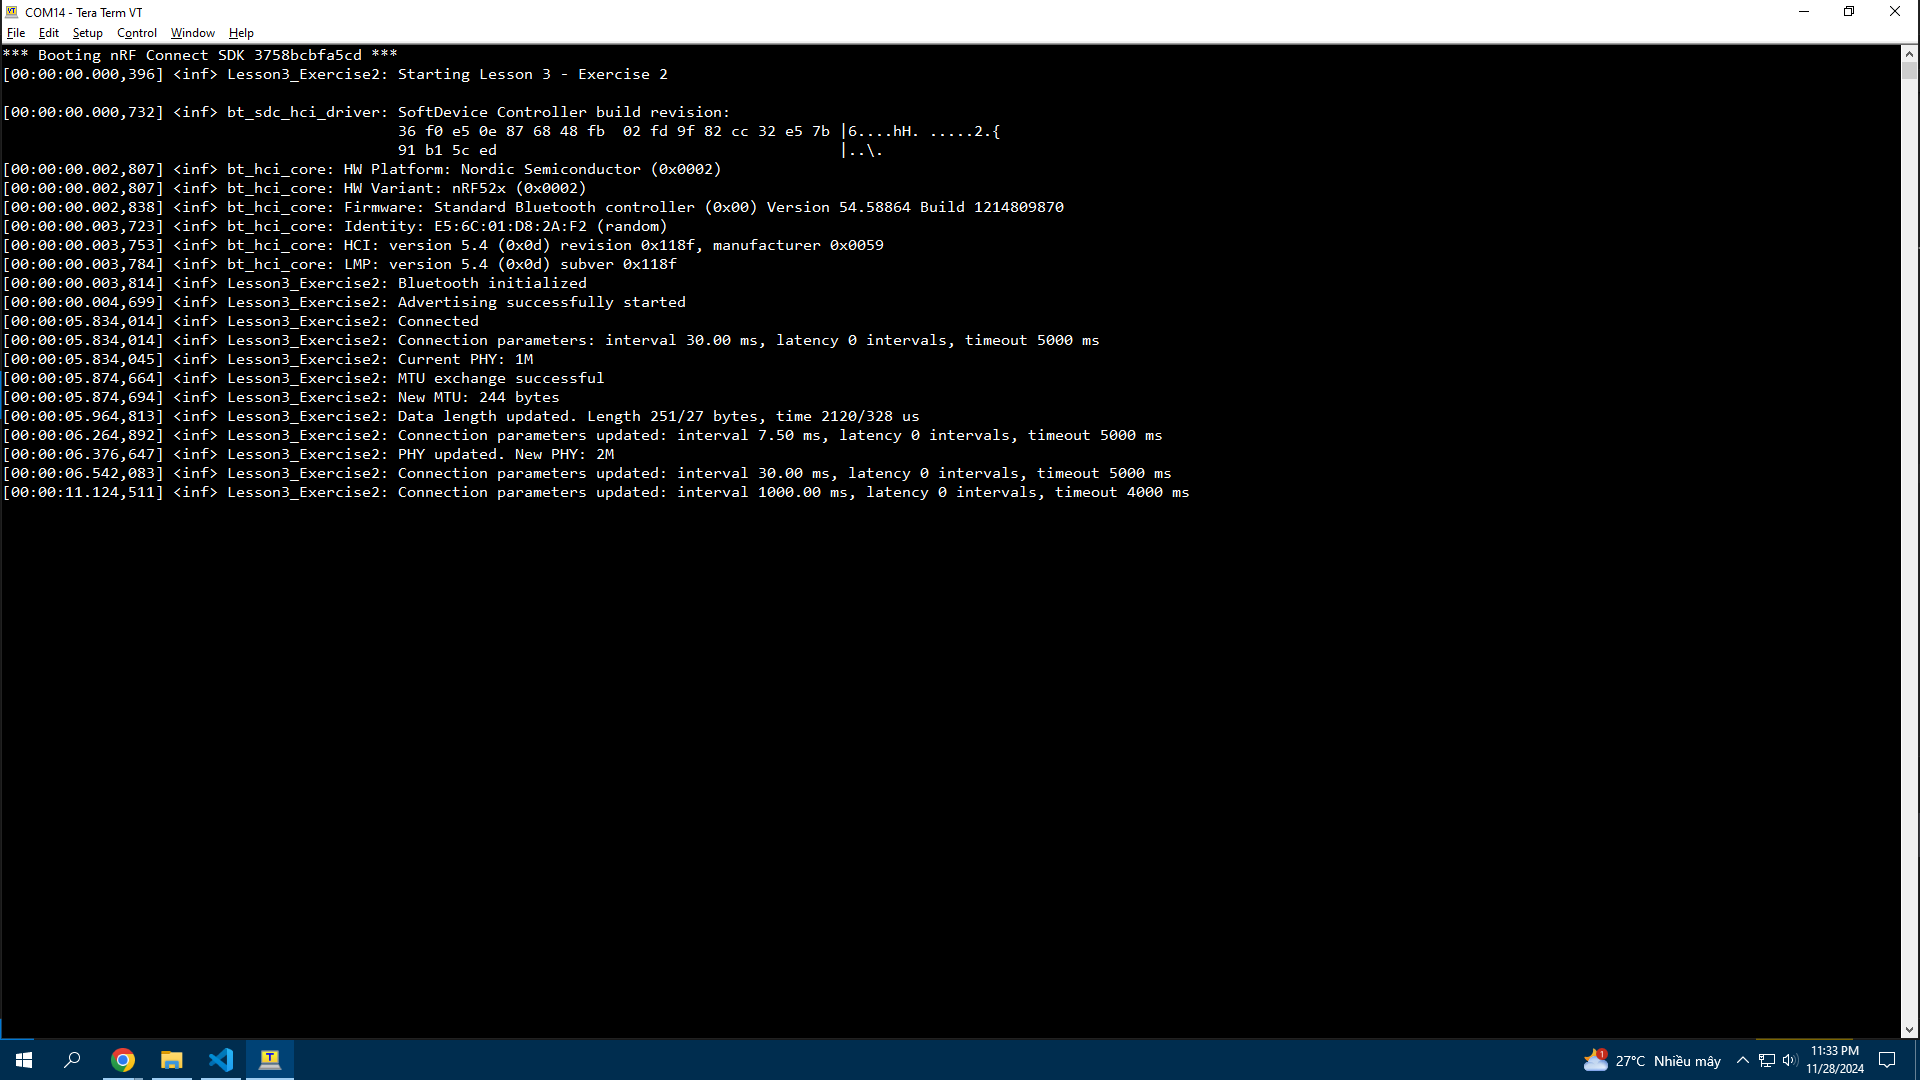 COM14 - Tera Term VT
File Edit Setup Control Window Help
*** Booting nRF Connect SDK 3758bcbfa5cd ***
[00:00:00.000,396] <inf> Lesson3_Exercise2: Starting Lesson 3 - Exercise 2
[00:00:00.000,732] <inf> bt_sdc_hci_driver: SoftDevice Controller build revision:
36 f0 e5 0e 87 68 48 fb  02 fd 9f 82 cc 32 e5 7b |6....hH. .....2.{
91 b1 5c ed                                      |..\.
[00:00:00.002,807] <inf> bt_hci_core: HW Platform: Nordic Semiconductor (0x0002)
[00:00:00.002,807] <inf> bt_hci_core: HW Variant: nRF52x (0x0002)
[00:00:00.002,838] <inf> bt_hci_core: Firmware: Standard Bluetooth controller (0x00) Version 54.58864 Build 1214809870
[00:00:00.003,723] <inf> bt_hci_core: Identity: E5:6C:01:D8:2A:F2 (random)
[00:00:00.003,753] <inf> bt_hci_core: HCI: version 5.4 (0x0d) revision 0x118f, manufacturer 0x0059
[00:00:00.003,784] <inf> bt_hci_core: LMP: version 5.4 (0x0d) subver 0x118f
[00:00:00.003,814] <inf> Lesson3_Exercise2: Bluetooth initialized
[00:00:00.004,699] <inf> Lesson3_Exercise2: Advertising successfully started
[00:00:05.834,014] <inf> Lesson3_Exercise2: Connected
[00:00:05.834,014] <inf> Lesson3_Exercise2: Connection parameters: interval 30.00 ms, latency 0 intervals, timeout 5000 ms
[00:00:05.834,045] <inf> Lesson3_Exercise2: Current PHY: 1M
[00:00:05.874,664] <inf> Lesson3_Exercise2: MTU exchange successful
[00:00:05.874,694] <inf> Lesson3_Exercise2: New MTU: 244 bytes
[00:00:05.964,813] <inf> Lesson3_Exercise2: Data length updated. Length 251/27 bytes, time 2120/328 us
[00:00:06.264,892] <inf> Lesson3_Exercise2: Connection parameters updated: interval 7.50 ms, latency 0 intervals, timeout 5000 ms
[00:00:06.376,647] <inf> Lesson3_Exercise2: PHY updated. New PHY: 2M
[00:00:06.542,083] <inf> Lesson3_Exercise2: Connection parameters updated: interval 30.00 ms, latency 0 intervals, timeout 5000 ms
[00:00:11.124,511] <inf> Lesson3_Exercise2: Connection parameters updated: interval 1000.00 ms, latency 0 intervals, timeout 4000 ms
1 27°C Nhiều mây
11:33 PM
11/28/2024